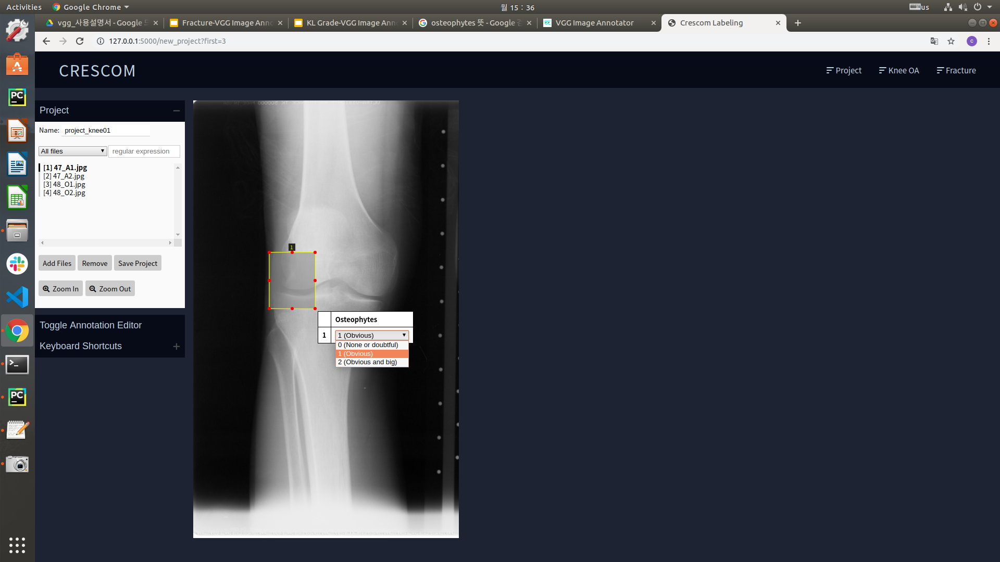 Activities
Google Chrome
월 15 : 36
us
vgg_사용설명서 - Google
Fracture-VGG Image Ann
KL Grade-VGG Image Ann
osteophytes 뜻 - Google
VGG Image Annotator
Crescom Labeling
127.0.0.1:5000/new_project?first=3
c
CRESCOM
Project
Knee OA
Fracture
Project
Name: project_knee01
All files
regular expression
[1] 47_A1.jpg
[2] 47_A2.jpg
[3] 48_O1.jpg
[4] 48_O2.jpg
Add Files
Remove
Save Project
Zoom In
Zoom Out
Toggle Annotation Editor
Keyboard Shortcuts
1
Osteophytes
1
1 (Obvious)
0 (None or doubtful)
1 (Obvious)
2 (Obvious and big)
PC
PC